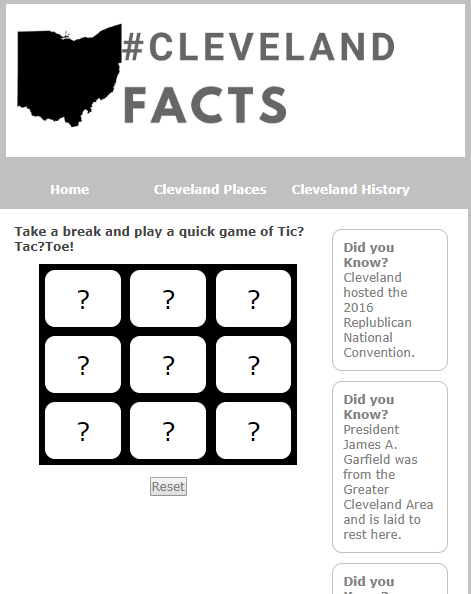 #CLEVELAND
FACTS
Home Cleveland Places Cleveland History
Take a break and play a quick game of Tic?
Tac?Toe!
? ? ?
? ? ?
? ? ?
Reset
Did you
Know?
Cleveland
hosted the
2016
Replublican
National
Convention.
Did you
Know?
President
James A.
Garfield was
from the
Greater
Cleveland Area
and is laid to
rest here.
Did you